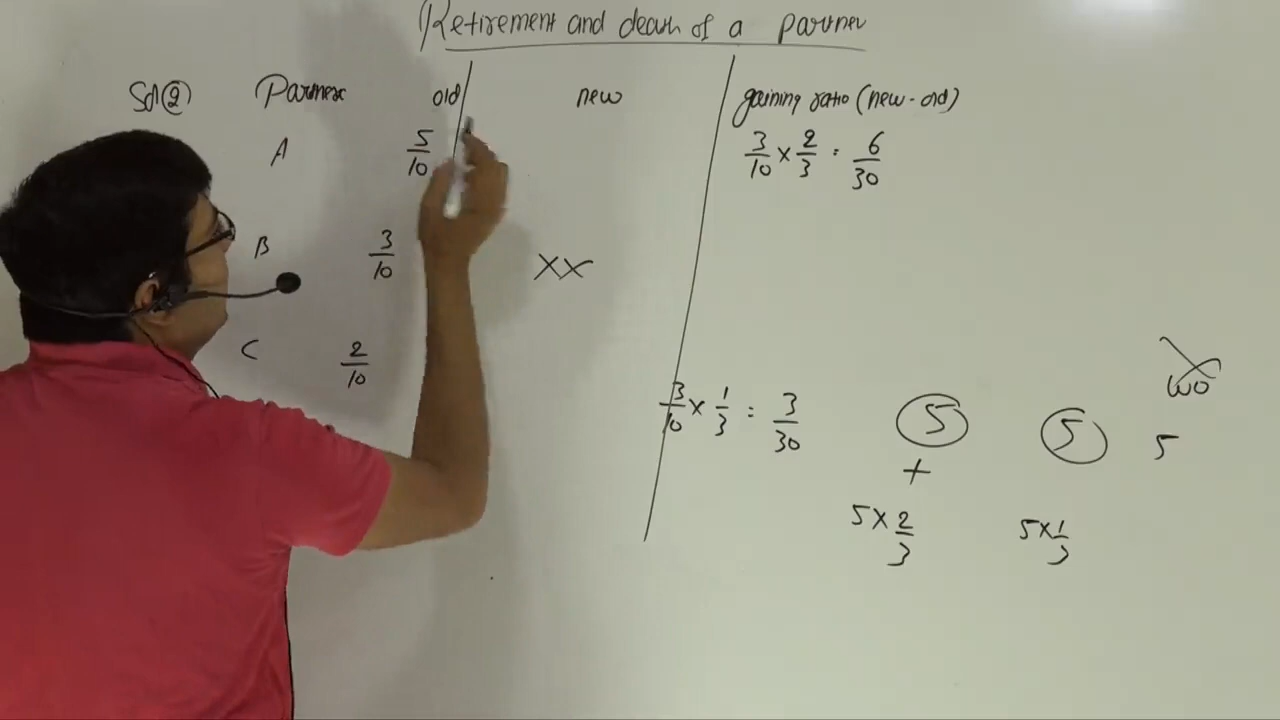 Retirement and death of a partner
Sol② Partners old new gaining ratio (new-old)
A 5/10 3/10 × 2/3 = 6/30
B 3/10 XX
C 2/10
wo
3/10 × 1/3 = 3/30 5 5 5
+
5×2/3 5×1/3